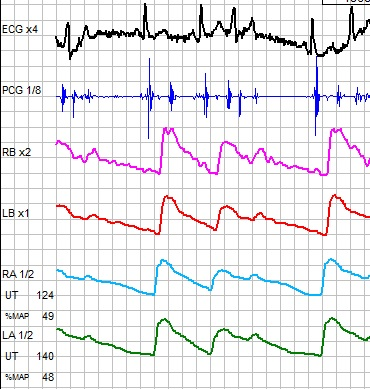 ECG x4
PCG 1/8
RB x2
LB x1
RA 1/2
UT 124
%MAP 49
LA 1/2
UT 140
%MAP 48